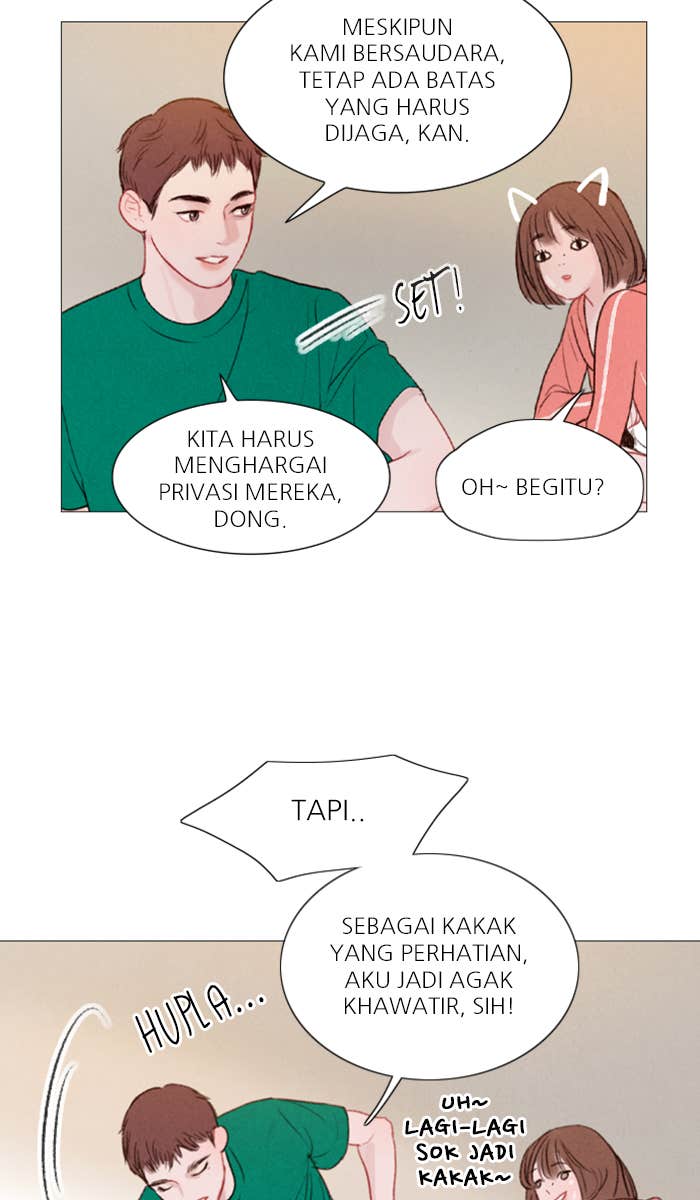 MESKIPUN
KAMI BERSAUDARA,
TETAP ADA BATAS
YANG HARUS
DIJAGA, KAN.
SET!
KITA HARUS
MENGHARGAI
PRIVASI MEREKA,
DONG.
OH~ BEGITU?
TAPI..
SEBAGAI KAKAK
YANG PERHATIAN,
AKU JADI AGAK
KHAWATIR, SIH!
HUPLA...
UH~
LAGI-LAGI
SOK JADI
KAKAK~